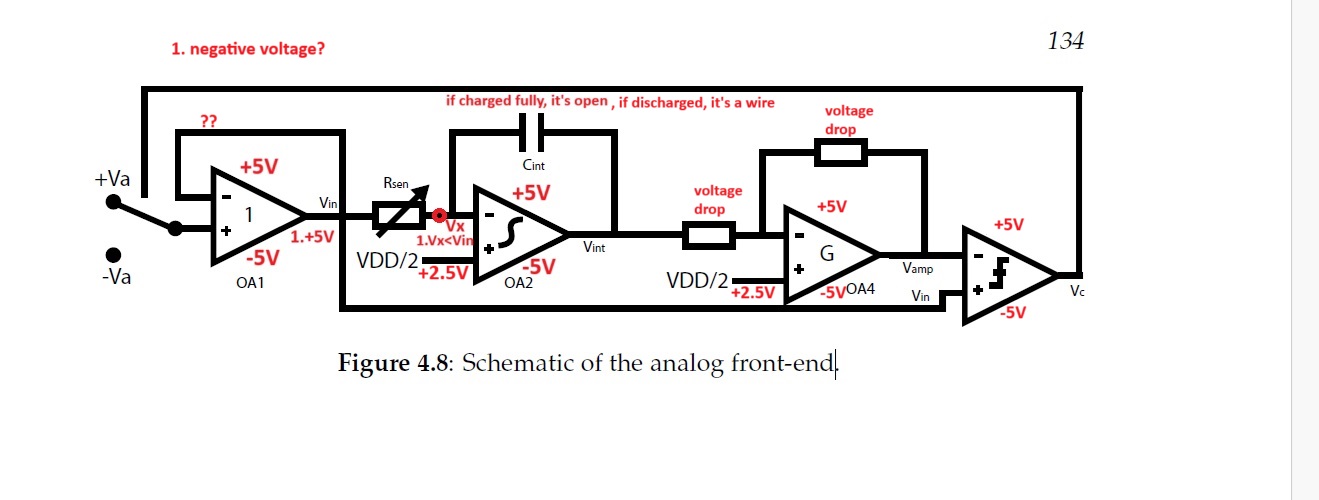 134
1. negative voltage?
if charged fully, it's open , if discharged, it's a wire
voltage
drop
??
+5V
Cint
+Va
Rsen
+5V
voltage
drop
+5V
+5V
-
1
+
Vin
1.+5V
-
Vx
1.Vx<Vin
+
-5V
OA1
VDD/2
+2.5V
-5V
OA2
Vint
-
G
+
VDD/2
+2.5V
-5V
OA4
Vamp
Vin
-
+
-5V
Vc
-Va
Figure 4.8: Schematic of the analog front-end.